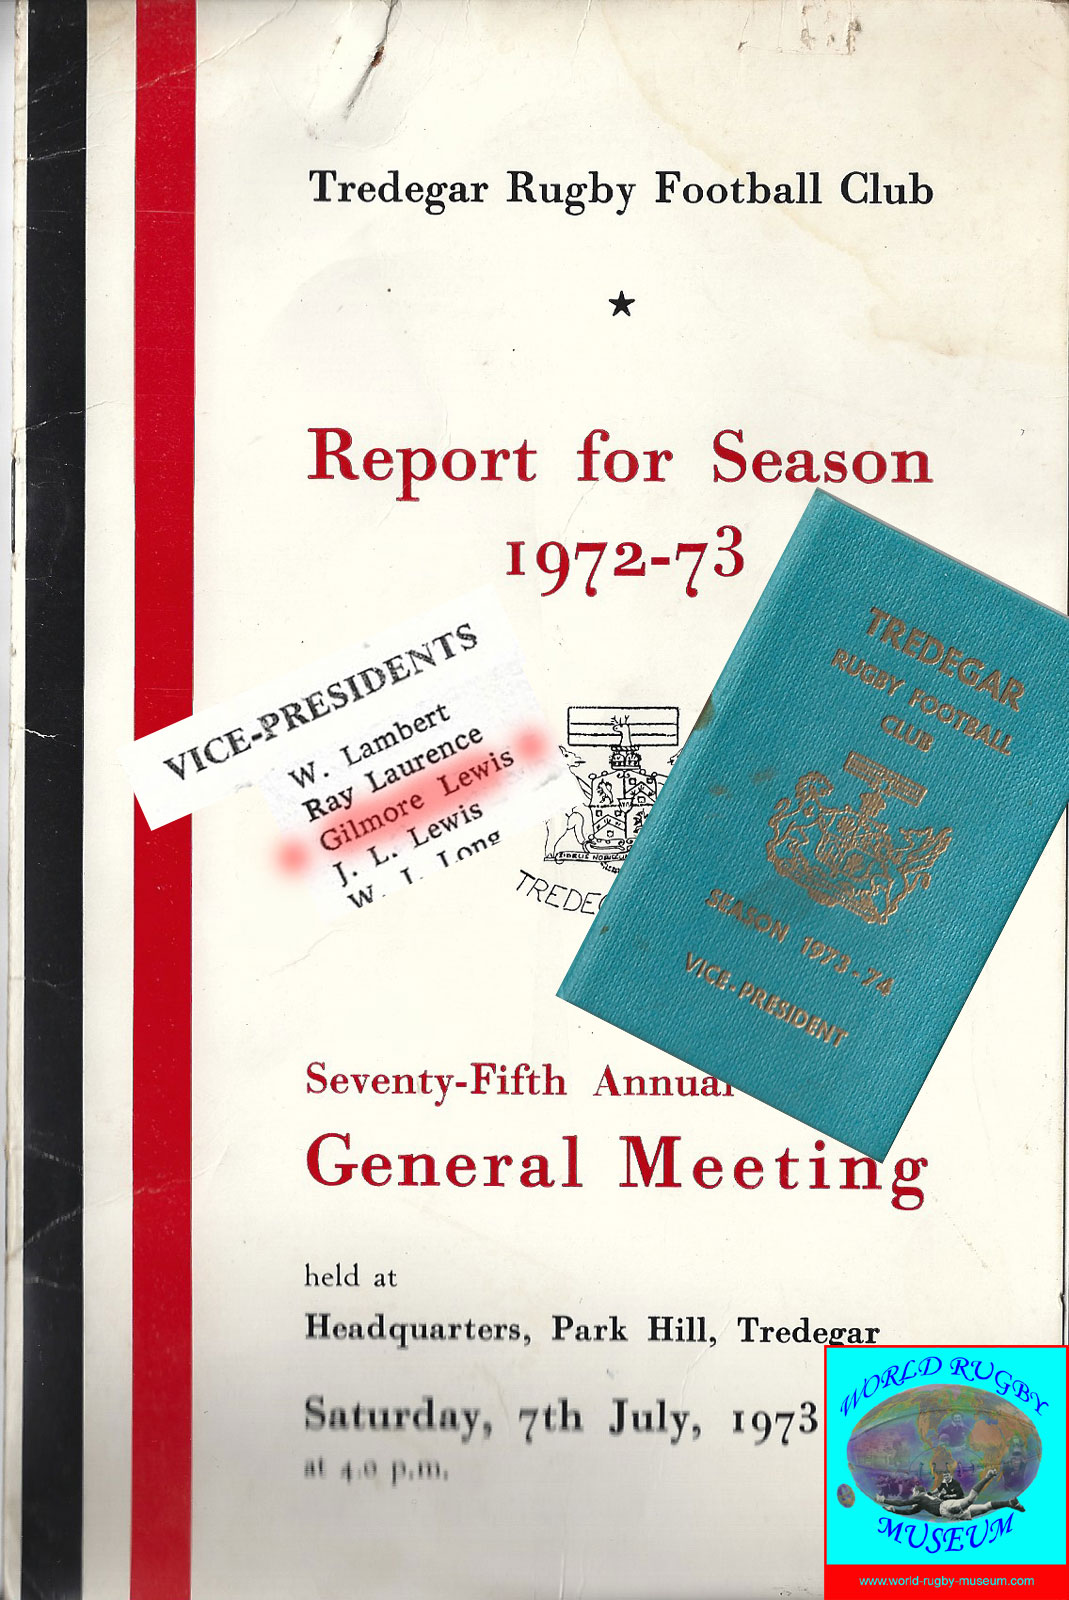 Tredegar Rugby Football Club
★
Report for Season
1972-73
VICE-PRESIDENTS
W. Lambert
Ray Laurence
Gilmore Lewis
J. L. Lewis
W. J. Long
TREDEG
TREDEGAR
RUGBY FOOTBALL
CLUB
SEASON 1973-74
VICE-PRESIDENT
Seventy-Fifth Annual
General Meeting
held at
Headquarters, Park Hill, Tredegar
Saturday, 7th July, 1973
at 4.0 p.m.
WORLD RUGBY
MUSEUM
www.world-rugby-museum.com